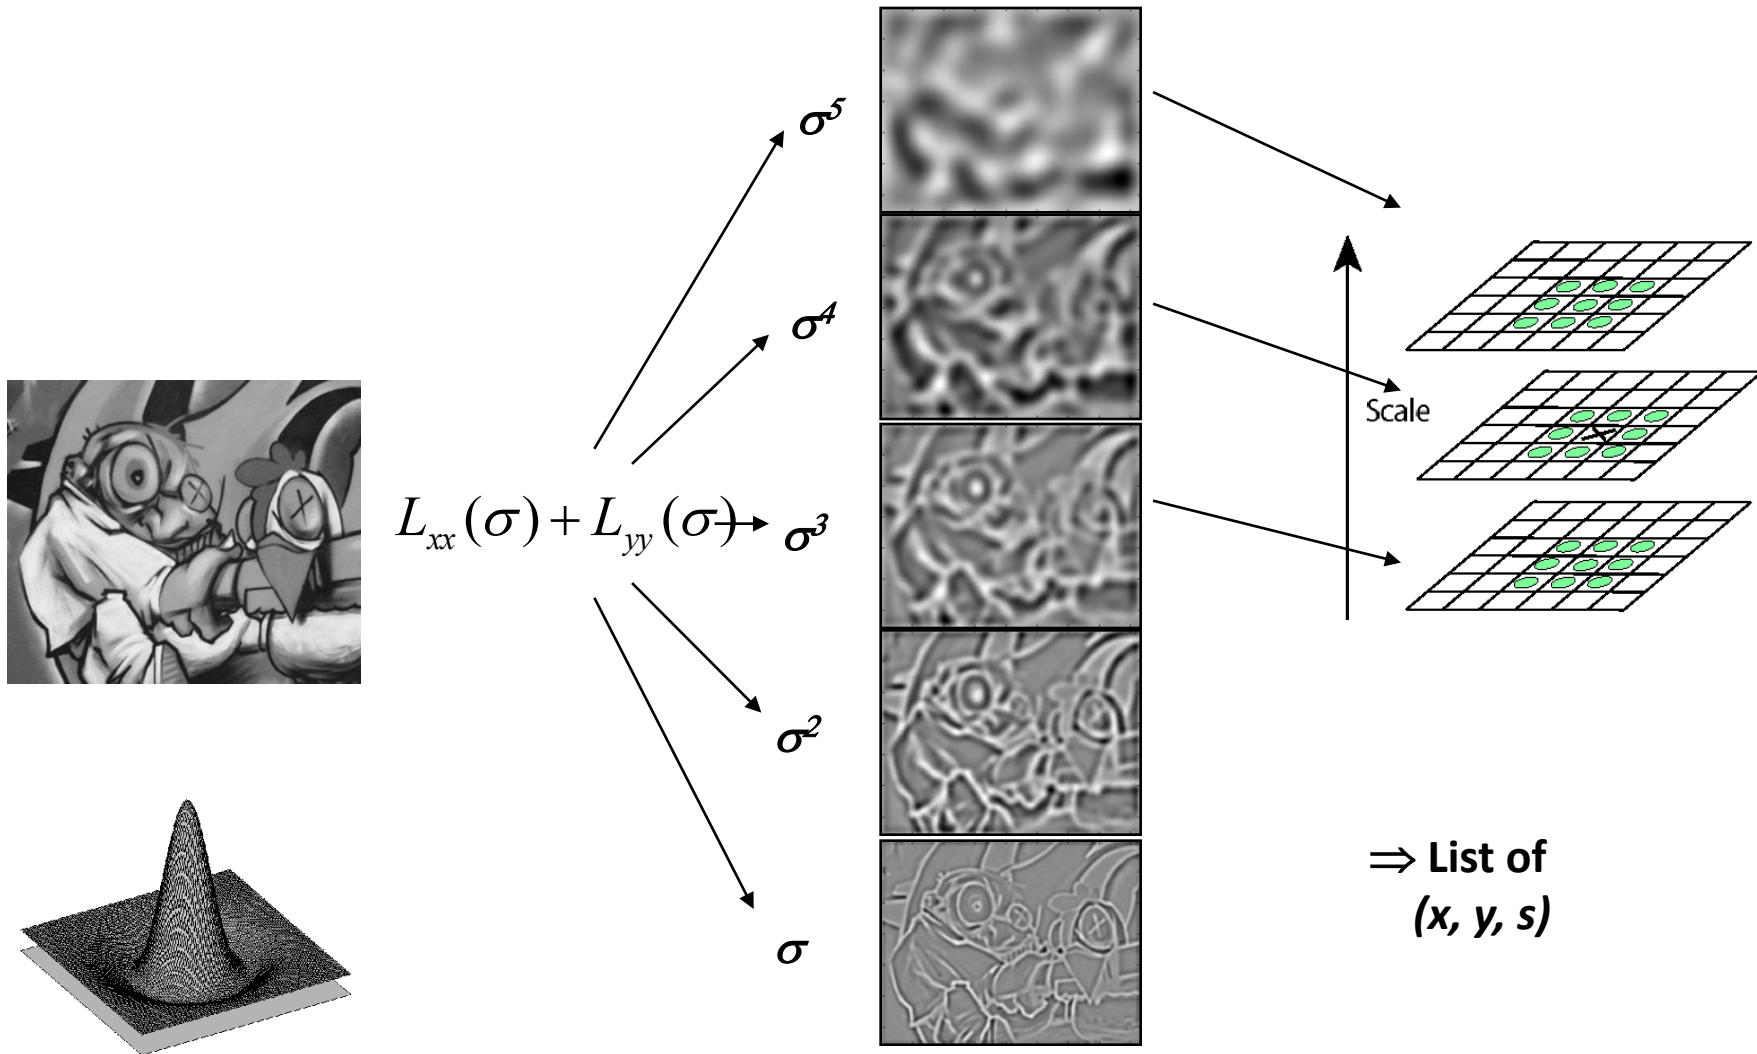 σ⁵
σ⁴
Scale
L_xx(σ) + L_yy(σ)
σ³
σ²
⇒ List of
(x, y, s)
σ